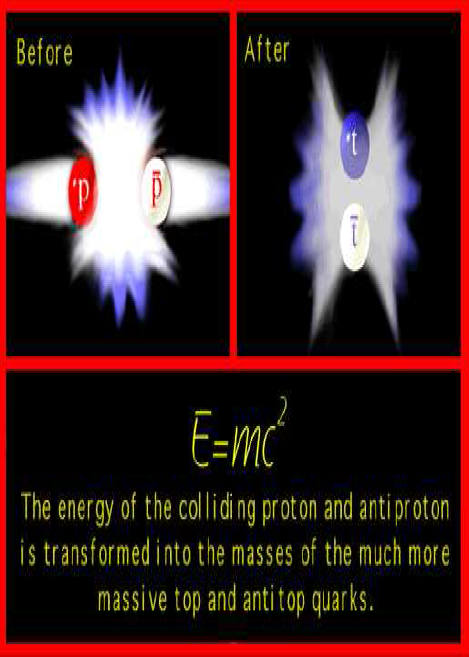 Before
After
p
p̄
t
t̄
E=mc²
The energy of the colliding proton and antiproton
is transformed into the masses of the much more
massive top and antitop quarks.